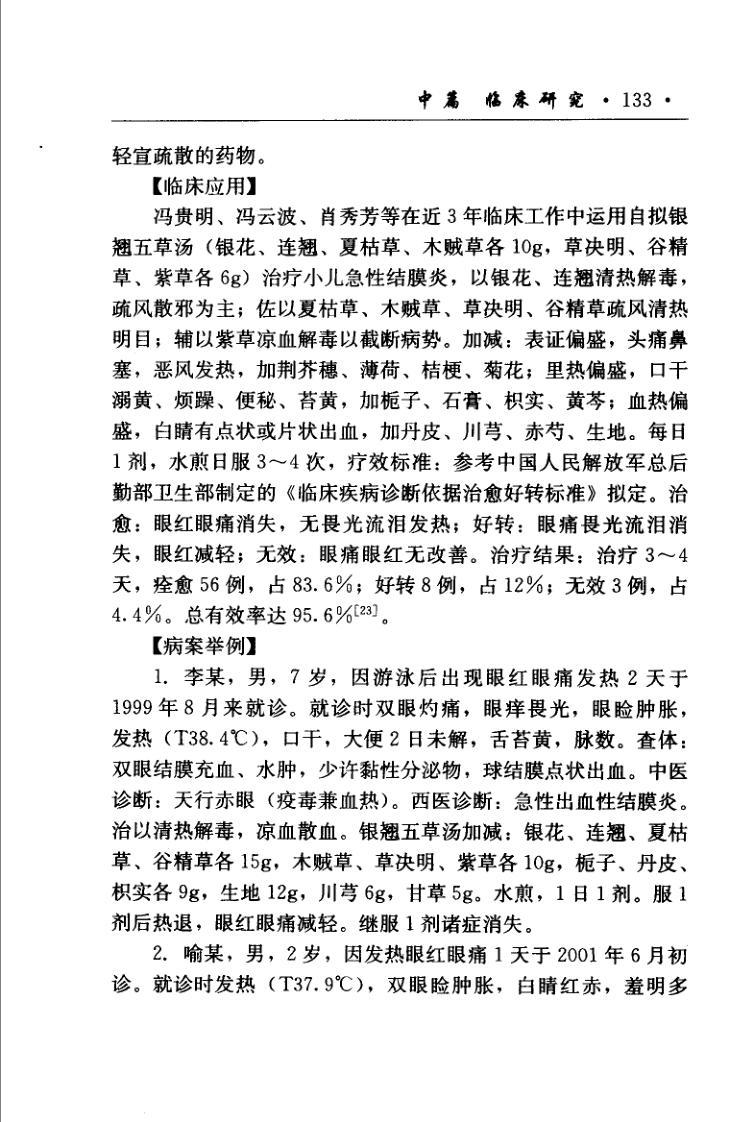 中篇 临床研究 · 133 ·
轻宣疏散的药物。
【临床应用】
冯贵明、冯云波、肖秀芳等在近 3 年临床工作中运用自拟银
翘五草汤（银花、连翘、夏枯草、木贼草各 10g，草决明、谷精
草、紫草各 6g）治疗小儿急性结膜炎，以银花、连翘清热解毒，
疏风散邪为主；佐以夏枯草、木贼草、草决明、谷精草疏风清热
明目；辅以紫草凉血解毒以截断病势。加减：表证偏盛，头痛鼻
塞，恶风发热，加荆芥穗、薄荷、桔梗、菊花；里热偏盛，口干
溺黄、烦躁、便秘、苔黄，加栀子、石膏、枳实、黄芩；血热偏
盛，白睛有点状或片状出血，加丹皮、川芎、赤芍、生地。每日
1 剂，水煎日服 3～4 次，疗效标准：参考中国人民解放军总后
勤部卫生部制定的《临床疾病诊断依据治愈好转标准》拟定。治
愈：眼红眼痛消失，无畏光流泪发热；好转：眼痛畏光流泪消
失，眼红减轻；无效：眼痛眼红无改善。治疗结果：治疗 3～4
天，痊愈 56 例，占 83.6%；好转 8 例，占 12%；无效 3 例，占
4.4%。总有效率达 95.6%[23]。
【病案举例】
1. 李某，男，7 岁，因游泳后出现眼红眼痛发热 2 天于
1999 年 8 月来就诊。就诊时双眼灼痛，眼痒畏光，眼睑肿胀，
发热（T38.4℃），口干，大便 2 日未解，舌苔黄，脉数。查体：
双眼结膜充血、水肿，少许黏性分泌物，球结膜点状出血。中医
诊断：天行赤眼（疫毒兼血热）。西医诊断：急性出血性结膜炎。
治以清热解毒，凉血散血。银翘五草汤加减：银花、连翘、夏枯
草、谷精草各 15g，木贼草、草决明、紫草各 10g，栀子、丹皮、
枳实各 9g，生地 12g，川芎 6g，甘草 5g。水煎，1 日 1 剂。服 1
剂后热退，眼红眼痛减轻。继服 1 剂诸症消失。
2. 喻某，男，2 岁，因发热眼红眼痛 1 天于 2001 年 6 月初
诊。就诊时发热（T37.9℃），双眼睑肿胀，白睛红赤，羞明多